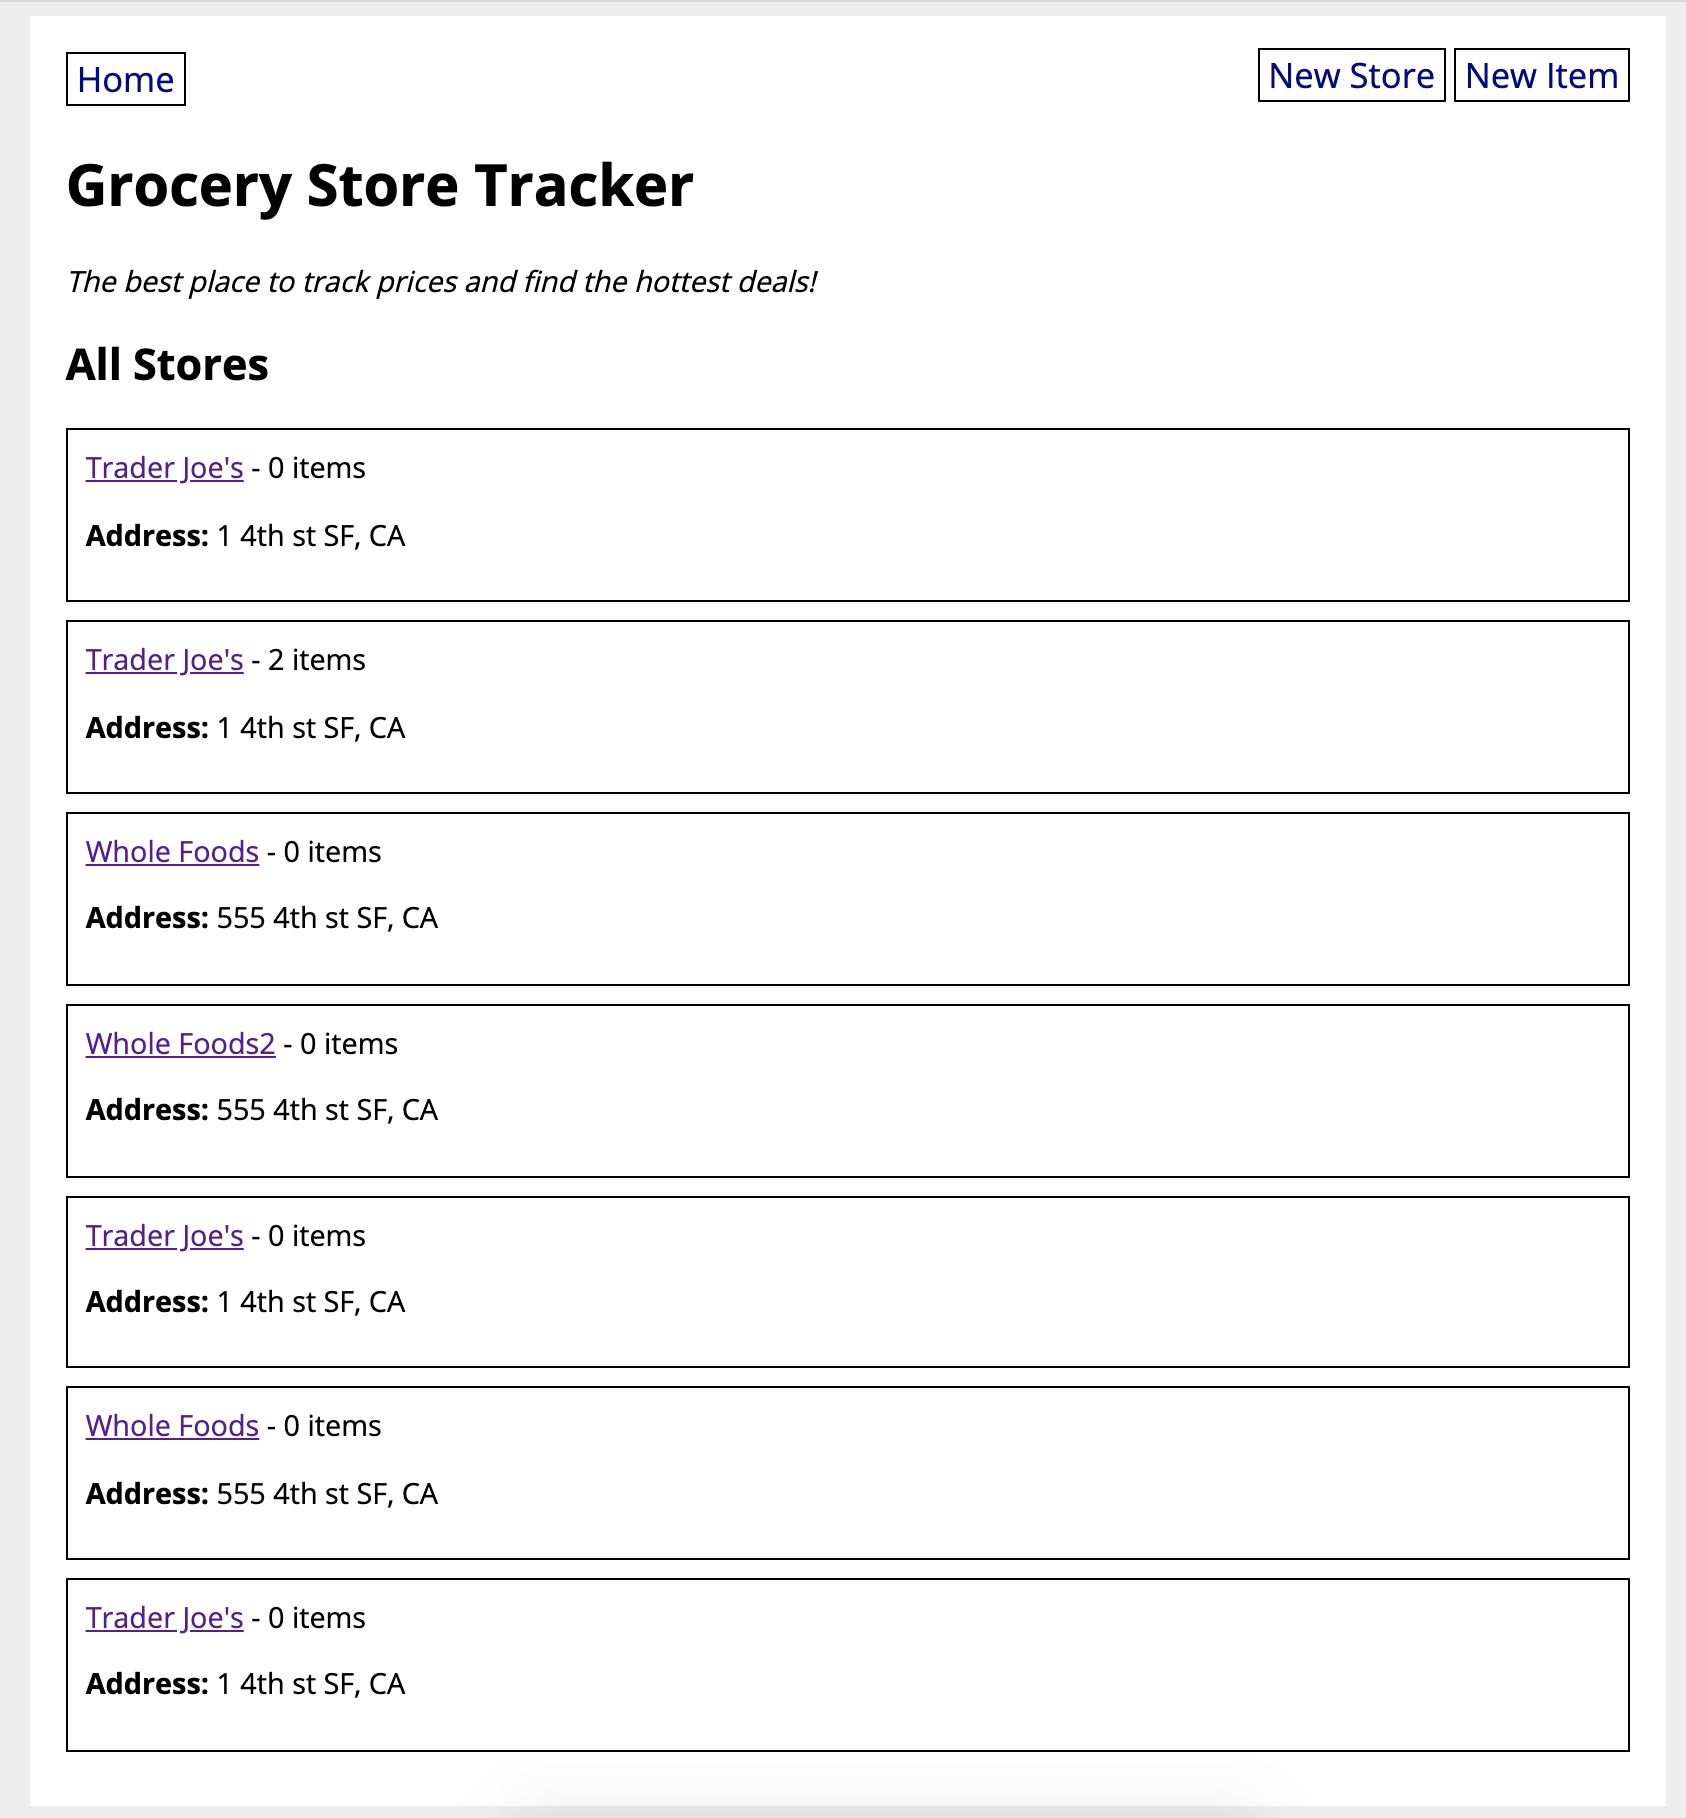 Home
New Store
New Item
Grocery Store Tracker
The best place to track prices and find the hottest deals!
All Stores
Trader Joe's - 0 items
Address: 1 4th st SF, CA
Trader Joe's - 2 items
Address: 1 4th st SF, CA
Whole Foods - 0 items
Address: 555 4th st SF, CA
Whole Foods2 - 0 items
Address: 555 4th st SF, CA
Trader Joe's - 0 items
Address: 1 4th st SF, CA
Whole Foods - 0 items
Address: 555 4th st SF, CA
Trader Joe's - 0 items
Address: 1 4th st SF, CA